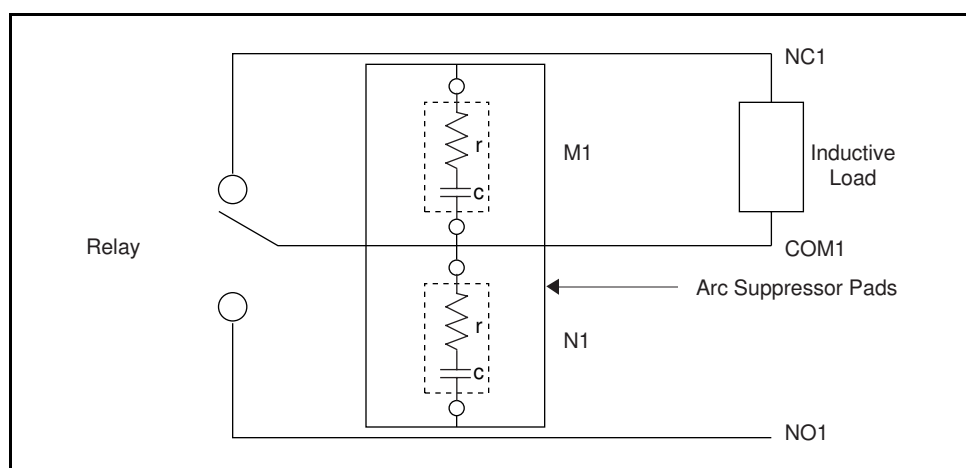 NC1
r
M1
c
Inductive
Load
Relay
COM1
Arc Suppressor Pads
r
N1
c
NO1